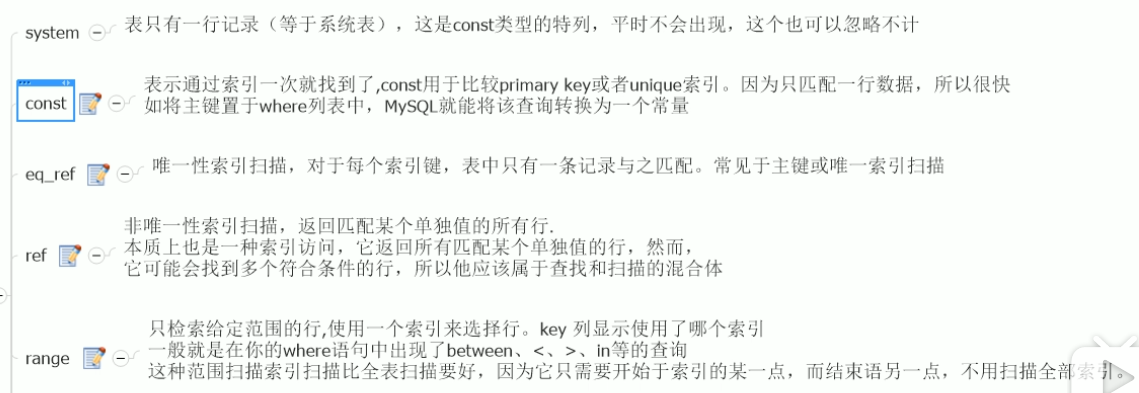 system
表只有一行记录（等于系统表），这是const类型的特列，平时不会出现，这个也可以忽略不计
const
表示通过索引一次就找到了,const用于比较primary key或者unique索引。因为只匹配一行数据，所以很快
如将主键置于where列表中，MySQL就能将该查询转换为一个常量
eq_ref
唯一性索引扫描，对于每个索引键，表中只有一条记录与之匹配。常见于主键或唯一索引扫描
ref
非唯一性索引扫描，返回匹配某个单独值的所有行.
本质上也是一种索引访问，它返回所有匹配某个单独值的行，然而，
它可能会找到多个符合条件的行，所以他应该属于查找和扫描的混合体
range
只检索给定范围的行,使用一个索引来选择行。key 列显示使用了哪个索引
一般就是在你的where语句中出现了between、<、>、in等的查询
这种范围扫描索引扫描比全表扫描要好，因为它只需要开始于索引的某一点，而结束语另一点，不用扫描全部索引。